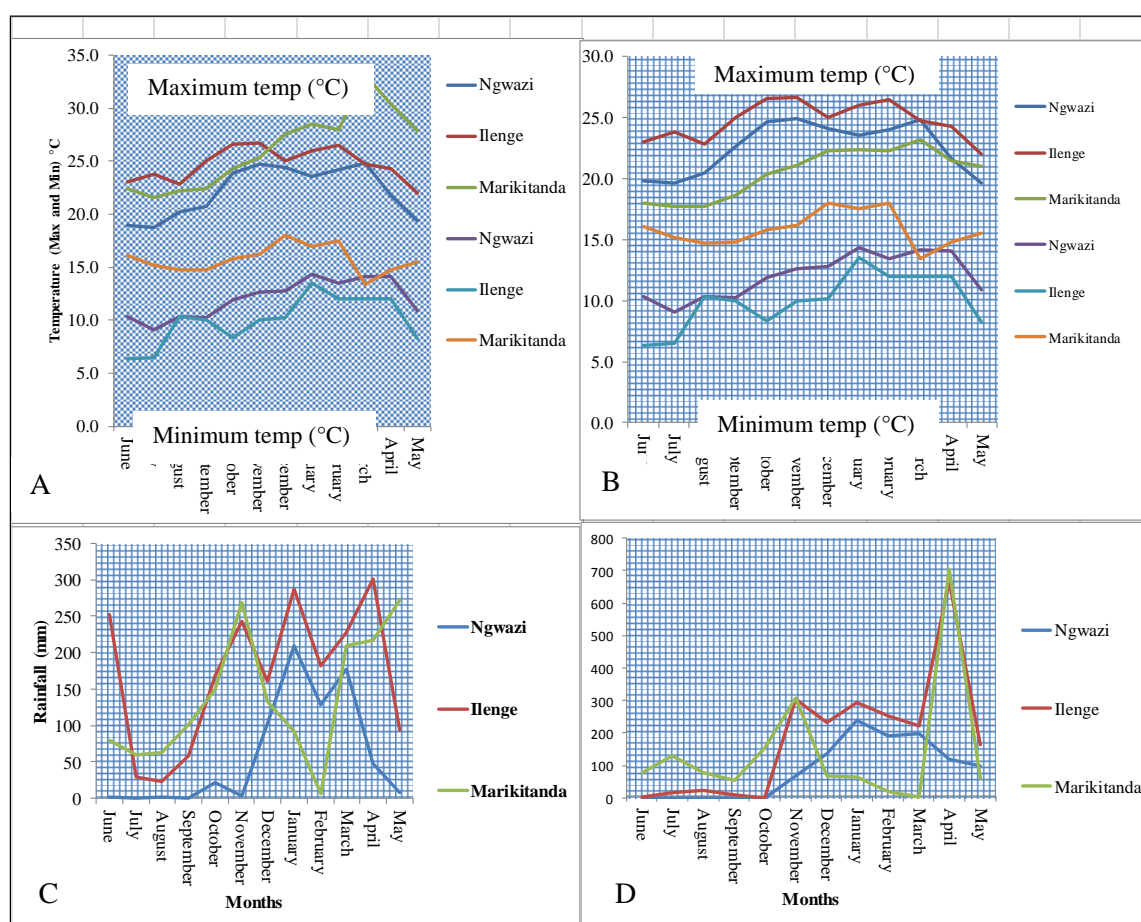 35.0
30.0
25.0
20.0
15.0
10.0
5.0
0.0
Temperature (Max and Min) °C
Maximum temp (°C)
Minimum temp (°C)
Ngwazi
Ilenge
Marikitanda
Ngwazi
Ilenge
Marikitanda
June
April
May
A
30.0
25.0
20.0
15.0
10.0
5.0
0.0
Maximum temp (°C)
Minimum temp (°C)
Ngwazi
Ilenge
Marikitanda
Ngwazi
Ilenge
Marikitanda
July
April
May
B
350
300
250
200
150
100
50
0
Rainfall (mm)
Ngwazi
Ilenge
Marikitanda
June
July
August
September
October
November
December
January
February
March
April
May
C
Months
800
700
600
500
400
300
200
100
0
Ngwazi
Ilenge
Marikitanda
June
July
August
September
October
November
December
January
February
March
April
May
D
Months